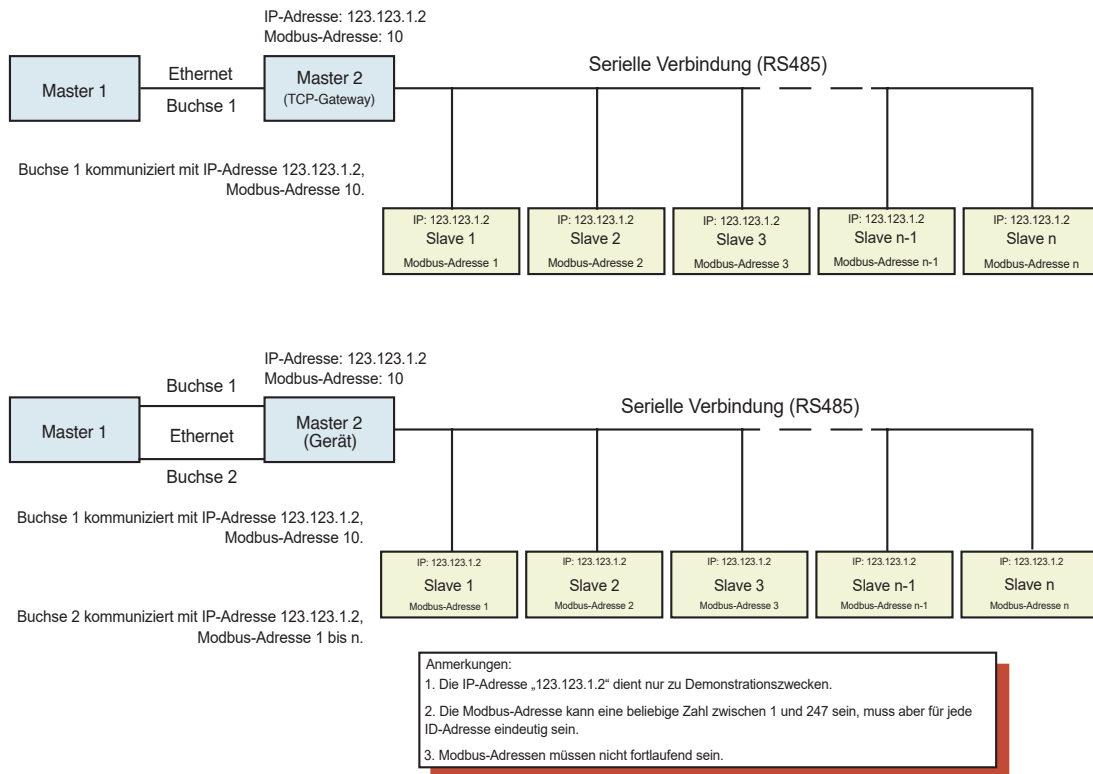 IP-Adresse: 123.123.1.2
Modbus-Adresse: 10
Master 1
Ethernet
Buchse 1
Master 2
(TCP-Gateway)
Serielle Verbindung (RS485)
Buchse 1 kommuniziert mit IP-Adresse 123.123.1.2,
Modbus-Adresse 10.
IP: 123.123.1.2
Slave 1
Modbus-Adresse 1
IP: 123.123.1.2
Slave 2
Modbus-Adresse 2
IP: 123.123.1.2
Slave 3
Modbus-Adresse 3
IP: 123.123.1.2
Slave n-1
Modbus-Adresse n-1
IP: 123.123.1.2
Slave n
Modbus-Adresse n
IP-Adresse: 123.123.1.2
Modbus-Adresse: 10
Buchse 1
Master 1
Ethernet
Buchse 2
Master 2
(Gerät)
Serielle Verbindung (RS485)
Buchse 1 kommuniziert mit IP-Adresse 123.123.1.2,
Modbus-Adresse 10.
Buchse 2 kommuniziert mit IP-Adresse 123.123.1.2,
Modbus-Adresse 1 bis n.
IP: 123.123.1.2
Slave 1
Modbus-Adresse 1
IP: 123.123.1.2
Slave 2
Modbus-Adresse 2
IP: 123.123.1.2
Slave 3
Modbus-Adresse 3
IP: 123.123.1.2
Slave n-1
Modbus-Adresse n-1
IP: 123.123.1.2
Slave n
Modbus-Adresse n
Anmerkungen:
1. Die IP-Adresse „123.123.1.2“ dient nur zu Demonstrationszwecken.
2. Die Modbus-Adresse kann eine beliebige Zahl zwischen 1 und 247 sein, muss aber für jede
ID-Adresse eindeutig sein.
3. Modbus-Adressen müssen nicht fortlaufend sein.